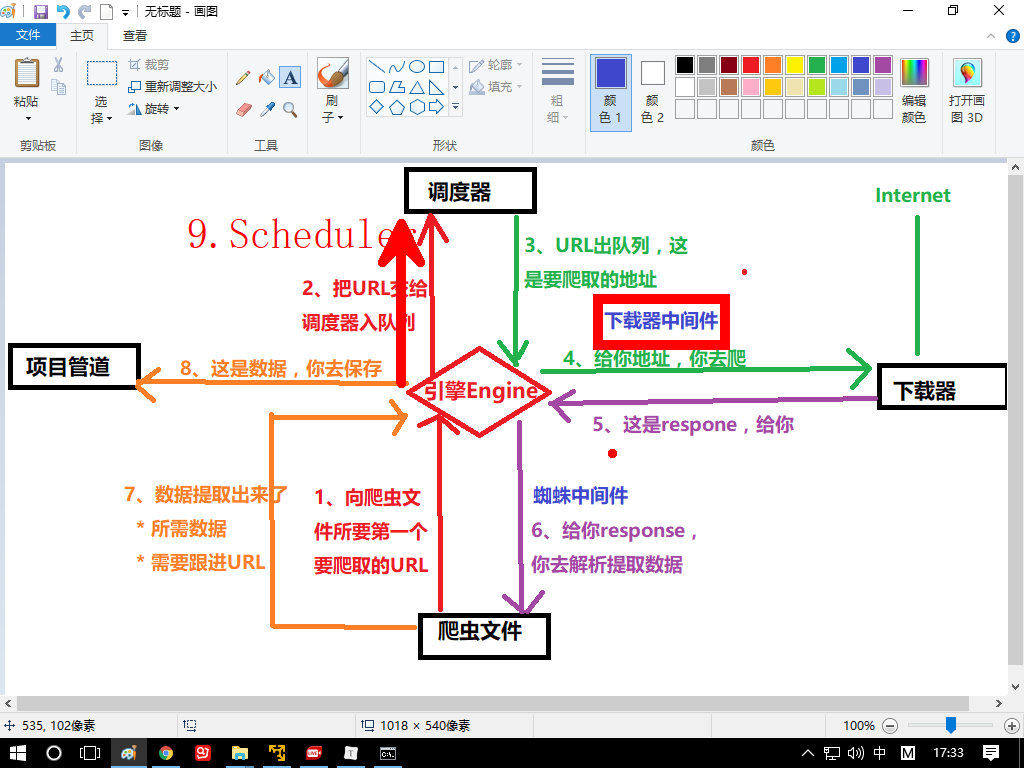 无标题 - 画图
文件
主页
查看
粘贴
剪贴板
选择
裁剪
重新调整大小
旋转
图像
A
工具
刷子
形状
轮廓
填充
粗细
颜色 1
颜色 2
编辑颜色
颜色
打开画图 3D
调度器
Internet
9.Scheduler
3、URL出队列，这
是要爬取的地址
2、把URL交给
调度器入队列
下载器中间件
4、给你地址，你去爬
项目管道
8、这是数据，你去保存
引擎Engine
下载器
5、这是respone，给你
7、数据提取出来了
* 所需数据
* 需要跟进URL
1、向爬虫文
件所要第一个
要爬取的URL
蜘蛛中间件
6、给你response，
你去解析提取数据
爬虫文件
535, 102像素
1018 × 540像素
100%
中
M
17:33